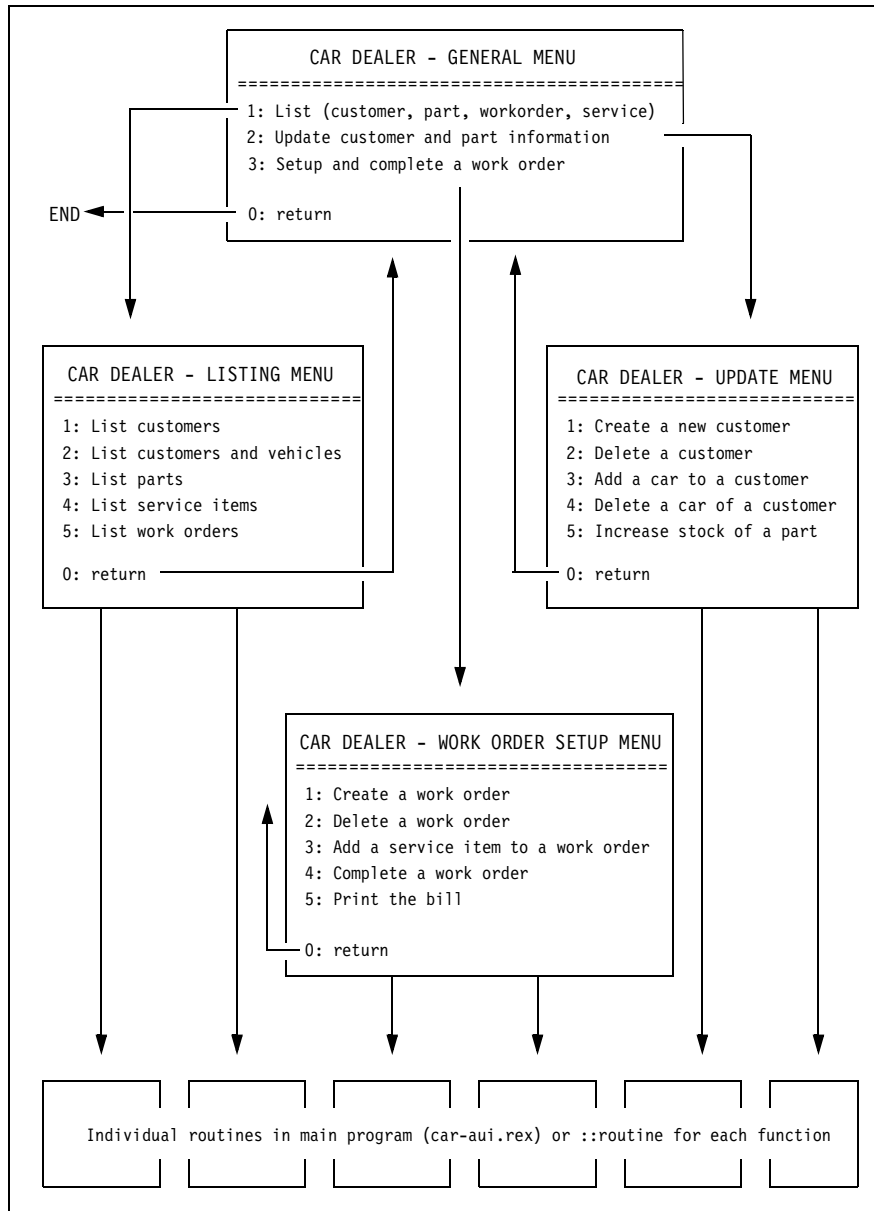 CAR DEALER - GENERAL MENU
==========================================
1: List (customer, part, workorder, service)
2: Update customer and part information
3: Setup and complete a work order
END
0: return
CAR DEALER - LISTING MENU
=============================
1: List customers
2: List customers and vehicles
3: List parts
4: List service items
5: List work orders
0: return
CAR DEALER - UPDATE MENU
============================
1: Create a new customer
2: Delete a customer
3: Add a car to a customer
4: Delete a car of a customer
5: Increase stock of a part
0: return
CAR DEALER - WORK ORDER SETUP MENU
===================================
1: Create a work order
2: Delete a work order
3: Add a service item to a work order
4: Complete a work order
5: Print the bill
0: return
Individual routines in main program (car-aui.rex) or ::routine for each function